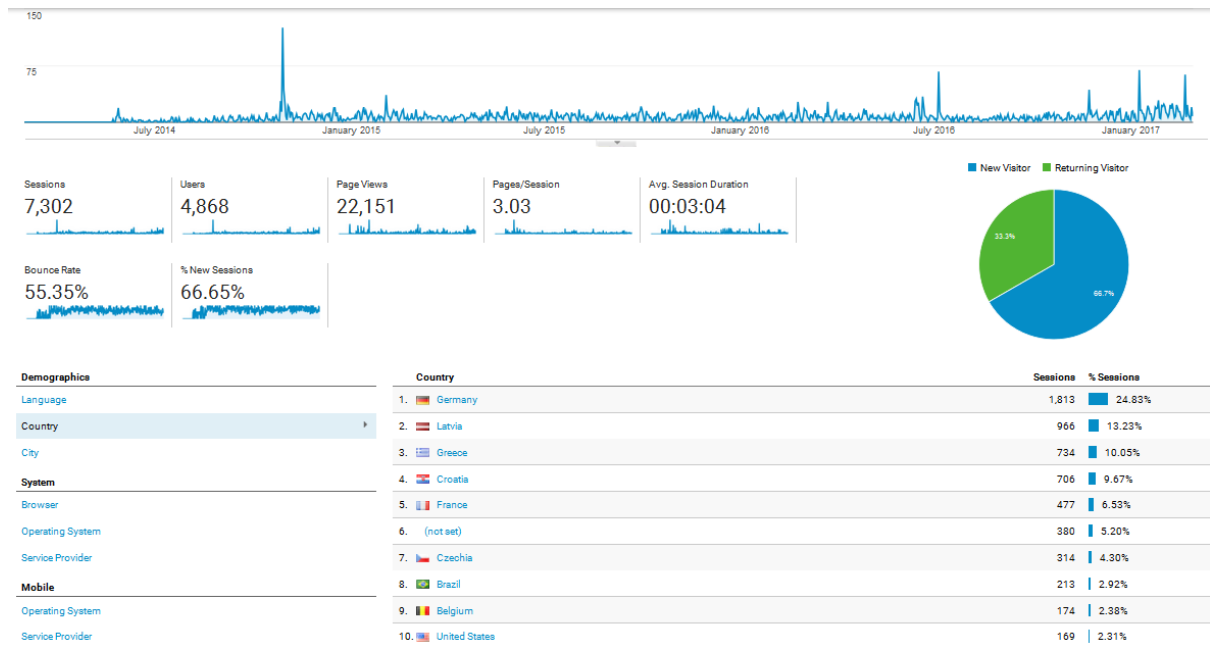 150
75
July 2014 January 2015 July 2015 January 2016 July 2016 January 2017
New Visitor Returning Visitor
Sessions Users Page Views Pages/Session Avg. Session Duration
7,302 4,868 22,151 3.03 00:03:04
33.3%
66.7%
Bounce Rate % New Sessions
55.35% 66.65%
Demographics
Language
Country
City
System
Browser
Operating System
Service Provider
Mobile
Operating System
Service Provider
Country Sessions % Sessions
1. Germany 1,813 24.83%
2. Latvia 966 13.23%
3. Greece 734 10.05%
4. Croatia 706 9.67%
5. France 477 6.53%
6. (not set) 380 5.20%
7. Czechia 314 4.30%
8. Brazil 213 2.92%
9. Belgium 174 2.38%
10. United States 169 2.31%